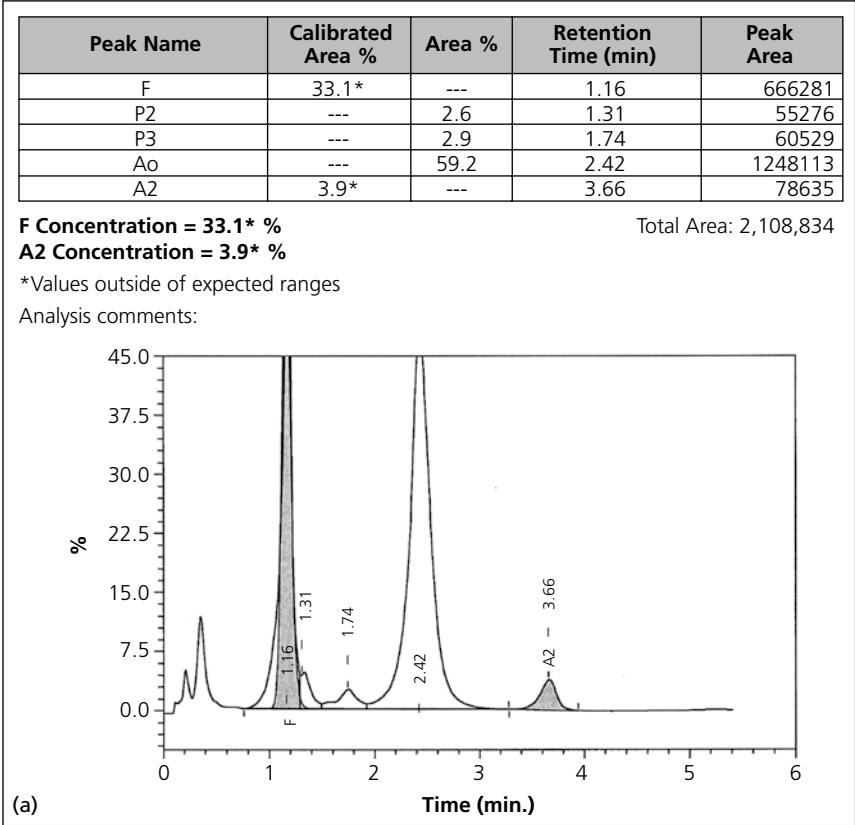 Peak Name Calibrated Area % Area % Retention Time (min) Peak Area
F 33.1* --- 1.16 666281
P2 --- 2.6 1.31 55276
P3 --- 2.9 1.74 60529
Ao --- 59.2 2.42 1248113
A2 3.9* --- 3.66 78635
F Concentration = 33.1* % Total Area: 2,108,834
A2 Concentration = 3.9* %
*Values outside of expected ranges
Analysis comments:
45.0
37.5
30.0
22.5
15.0
7.5
0.0
%
1.16
F
1.31
1.74
2.42
A2
3.66
0 1 2 3 4 5 6
(a) Time (min.)